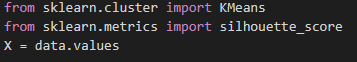 from sklearn.cluster import KMeans
from sklearn.metrics import silhouette_score
X = data.values